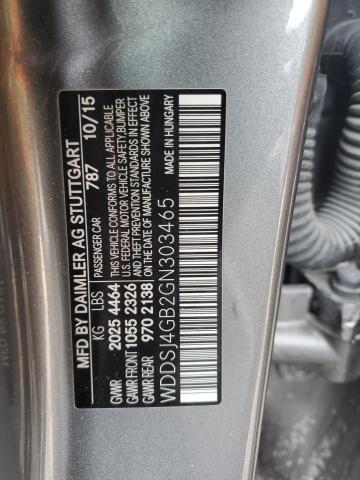 MFD BY DAIMLER AG STUTTGART
KG LBS PASSENGER CAR 787 10/15
GVWR 2025 4464 THIS VEHICLE CONFORMS TO ALL APPLICABLE
GAWR FRONT 1055 2326 U.S. FEDERAL MOTOR VEHICLE SAFETY, BUMPER
GAWR REAR 970 2138 AND THEFT PREVENTION STANDARDS IN EFFECT
ON THE DATE OF MANUFACTURE SHOWN ABOVE
WDDSJ4GB2GN303465
MADE IN HUNGARY